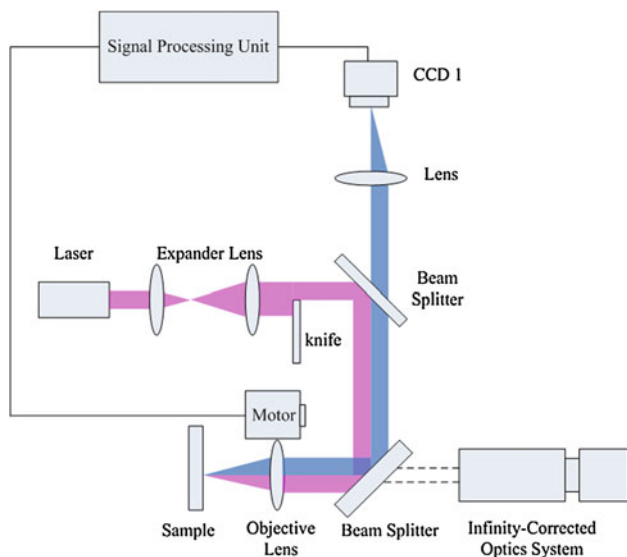 Signal Processing Unit
CCD 1
Lens
Laser
Expander Lens
Beam
Splitter
knife
Motor
Sample
Objective
Lens
Beam Splitter
Infinity-Corrected
Optics System